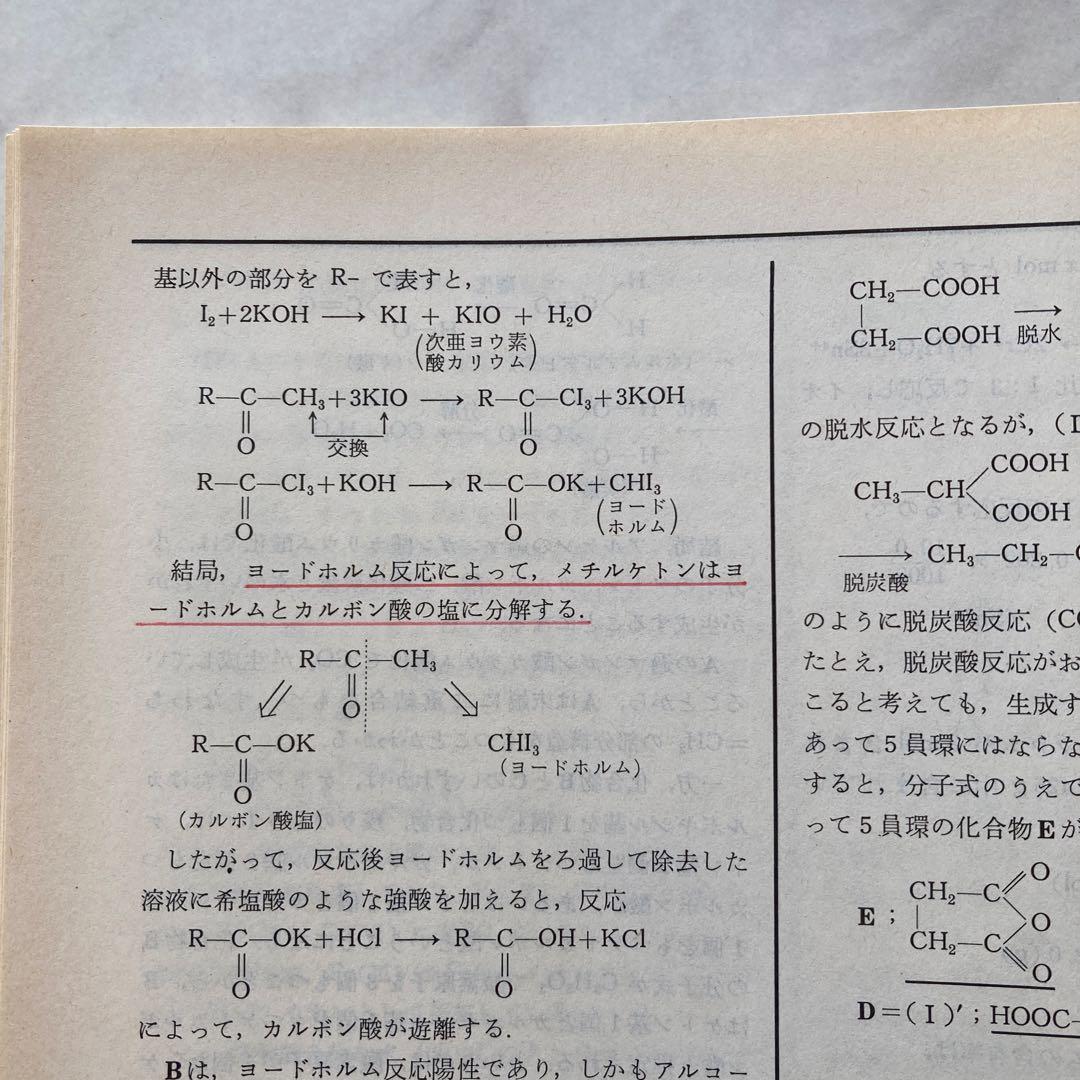 基以外の部分を R- で表すと,
I₂+2KOH ⟶ KI + KIO + H₂O
(次亜ヨウ素
酸カリウム)
R—C—CH₃+3KIO ⟶ R—C—CI₃+3KOH
‖ ‖
O 交換 O
R—C—CI₃+KOH ⟶ R—C—OK+CHI₃
‖ ‖ (ヨード
O O ホルム)
結局, ヨードホルム反応によって, メチルケトンはヨ
ードホルムとカルボン酸の塩に分解する.
R—C—CH₃
‖
O
R—C—OK CHI₃
‖ (ヨードホルム)
O
(カルボン酸塩)
したがって, 反応後ヨードホルムをろ過して除去した
溶液に希塩酸のような強酸を加えると, 反応
R—C—OK+HCl ⟶ R—C—OH+KCl
‖ ‖
O O
によって, カルボン酸が遊離する.
Bは, ヨードホルム反応陽性であり, しかもアルコー
CH₂—COOH ⟶
|
CH₂—COOH 脱水
の脱水反応となるが, (
COOH
CH₃—CH
COOH
⟶ CH₃—CH₂—
脱炭酸
のように脱炭酸反応 (
たとえ, 脱炭酸反応がお
こると考えても, 生成す
あって5員環にはならな
すると, 分子式のうえで
って5員環の化合物Eが
O
CH₂—C
E ; | O
CH₂—C
O
D=(I)′; HOOC—